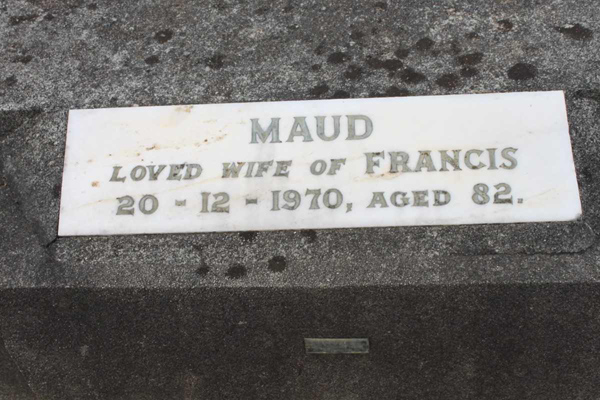 MAUD
LOVED WIFE OF FRANCIS
20 - 12 - 1970, AGED 82.